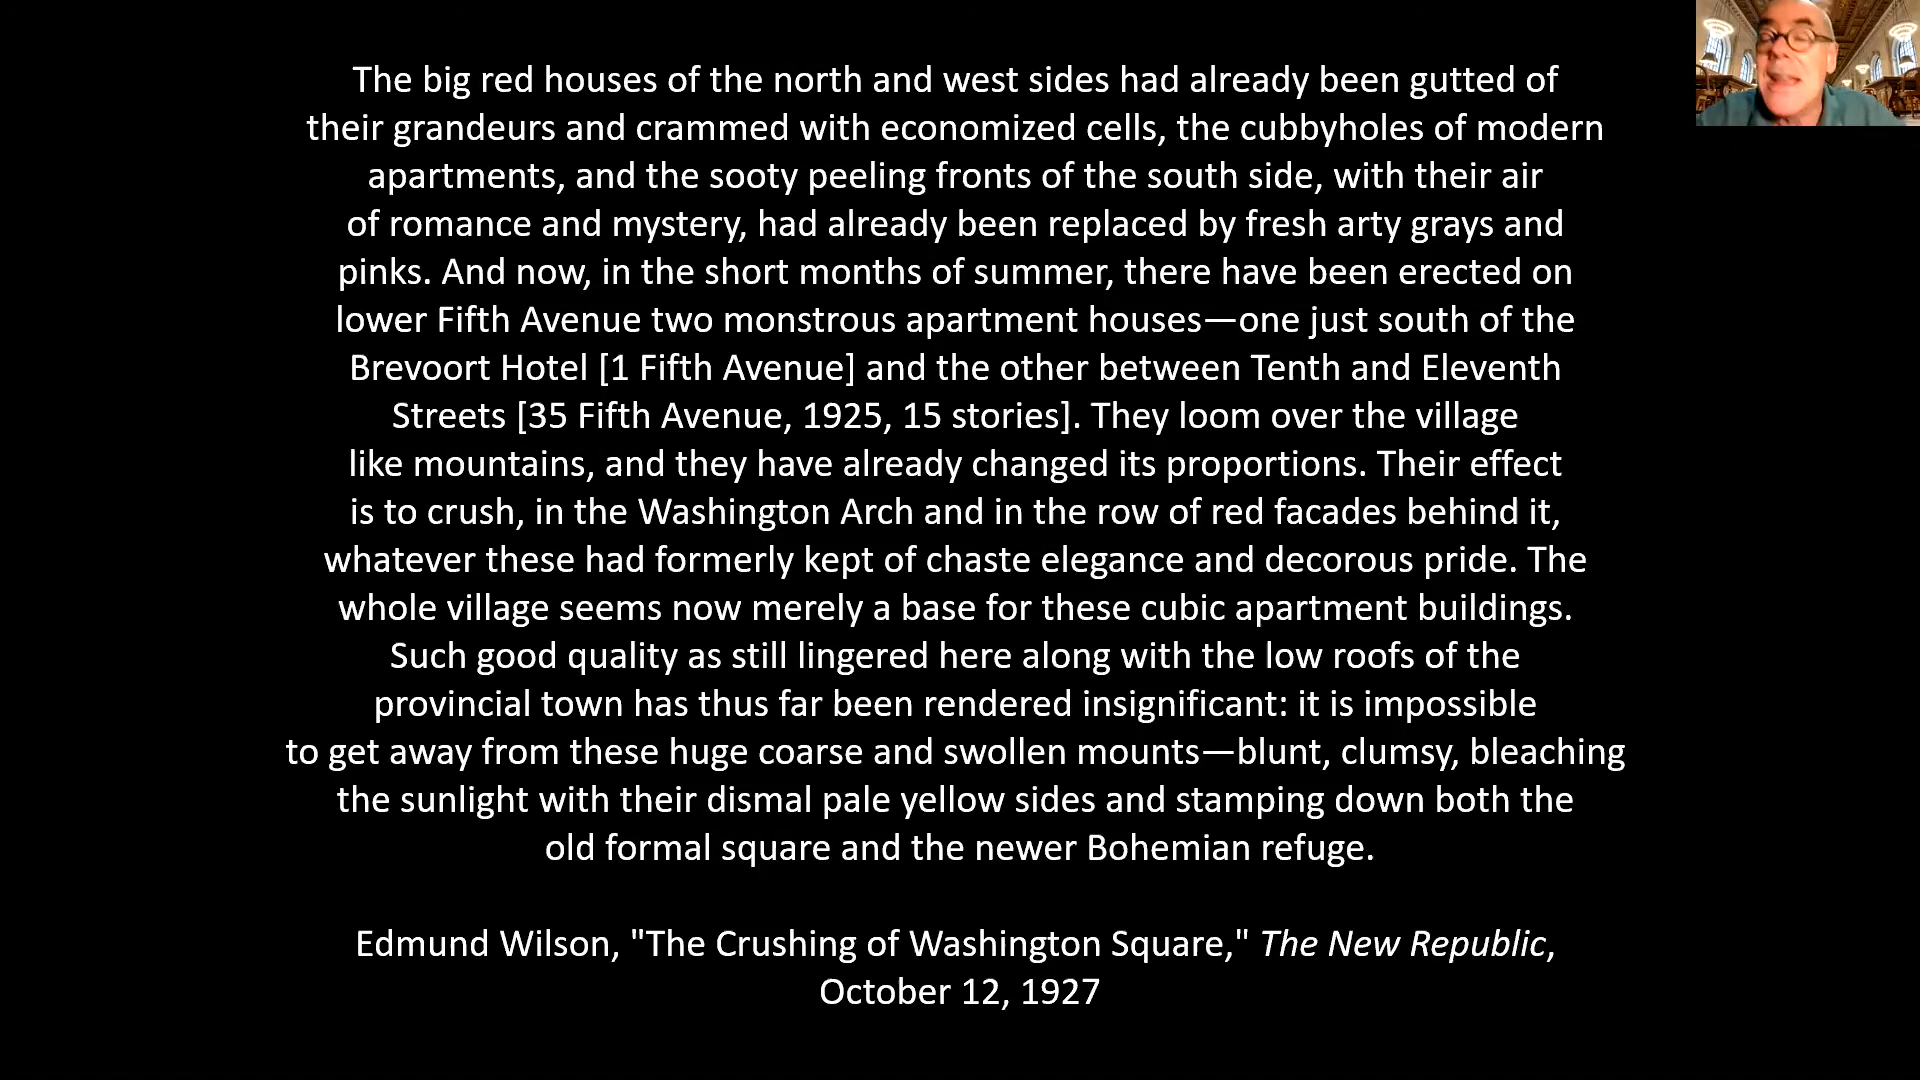 The big red houses of the north and west sides had already been gutted of
their grandeurs and crammed with economized cells, the cubbyholes of modern
apartments, and the sooty peeling fronts of the south side, with their air
of romance and mystery, had already been replaced by fresh arty grays and
pinks. And now, in the short months of summer, there have been erected on
lower Fifth Avenue two monstrous apartment houses—one just south of the
Brevoort Hotel [1 Fifth Avenue] and the other between Tenth and Eleventh
Streets [35 Fifth Avenue, 1925, 15 stories]. They loom over the village
like mountains, and they have already changed its proportions. Their effect
is to crush, in the Washington Arch and in the row of red facades behind it,
whatever these had formerly kept of chaste elegance and decorous pride. The
whole village seems now merely a base for these cubic apartment buildings.
Such good quality as still lingered here along with the low roofs of the
provincial town has thus far been rendered insignificant: it is impossible
to get away from these huge coarse and swollen mounts—blunt, clumsy, bleaching
the sunlight with their dismal pale yellow sides and stamping down both the
old formal square and the newer Bohemian refuge.
Edmund Wilson, "The Crushing of Washington Square," The New Republic,
October 12, 1927